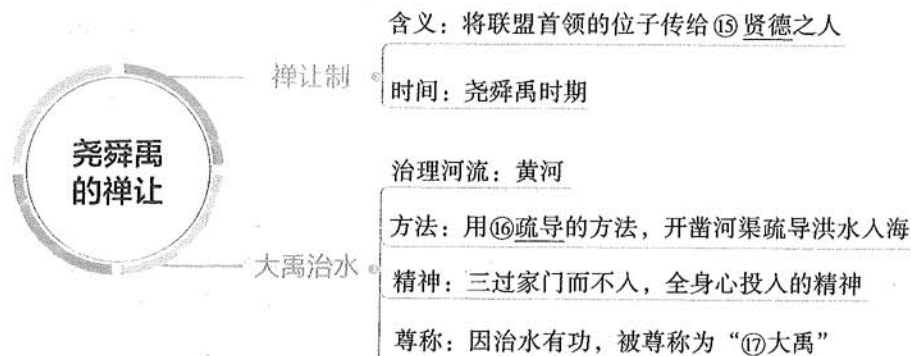 含义：将联盟首领的位子传给⑮贤德之人
禅让制
时间：尧舜禹时期
尧舜禹
的禅让
治理河流：黄河
方法：用⑯疏导的方法，开凿河渠疏导洪水入海
大禹治水
精神：三过家门而不入，全身心投入的精神
尊称：因治水有功，被尊称为“⑰大禹”